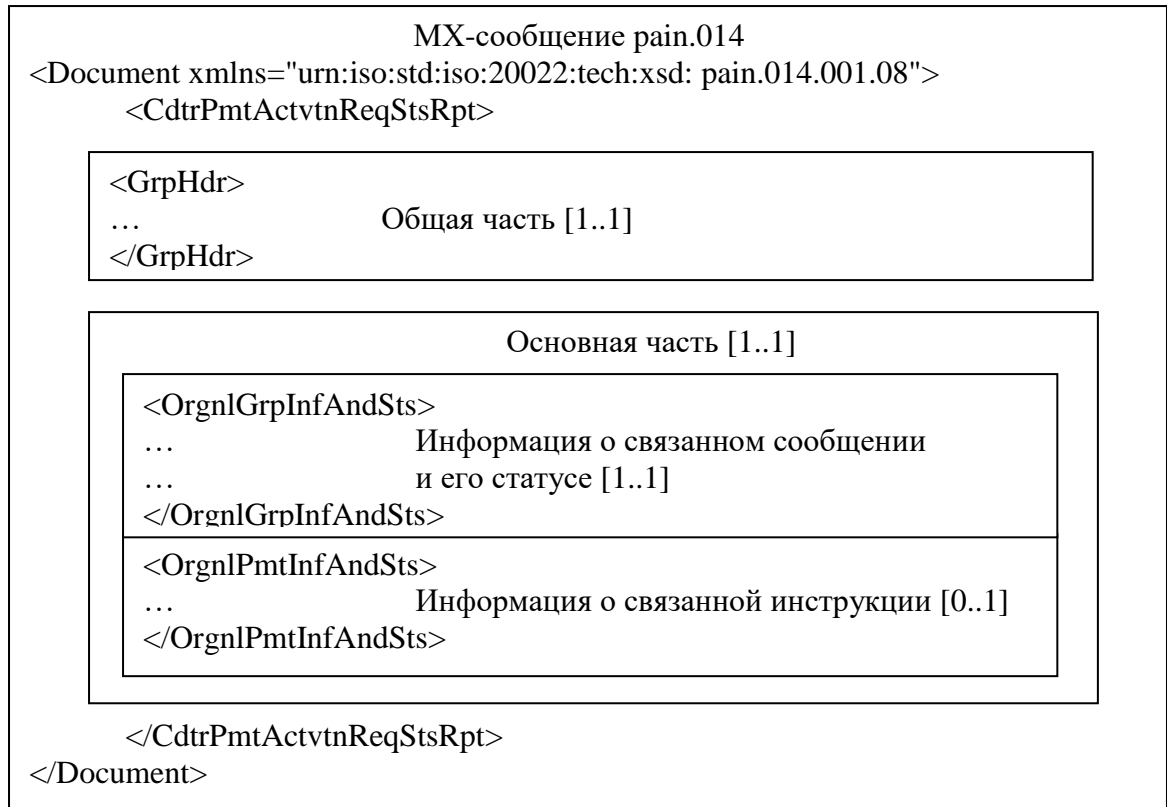 МХ-сообщение pain.014
<Document xmlns="urn:iso:std:iso:20022:tech:xsd: pain.014.001.08">
<CdtrPmtActvtnReqStsRpt>
<GrpHdr>
… Общая часть [1..1]
</GrpHdr>
Основная часть [1..1]
<OrgnlGrpInfAndSts>
… Информация о связанном сообщении
… и его статусе [1..1]
</OrgnlGrpInfAndSts>
<OrgnlPmtInfAndSts>
… Информация о связанной инструкции [0..1]
</OrgnlPmtInfAndSts>
</CdtrPmtActvtnReqStsRpt>
</Document>